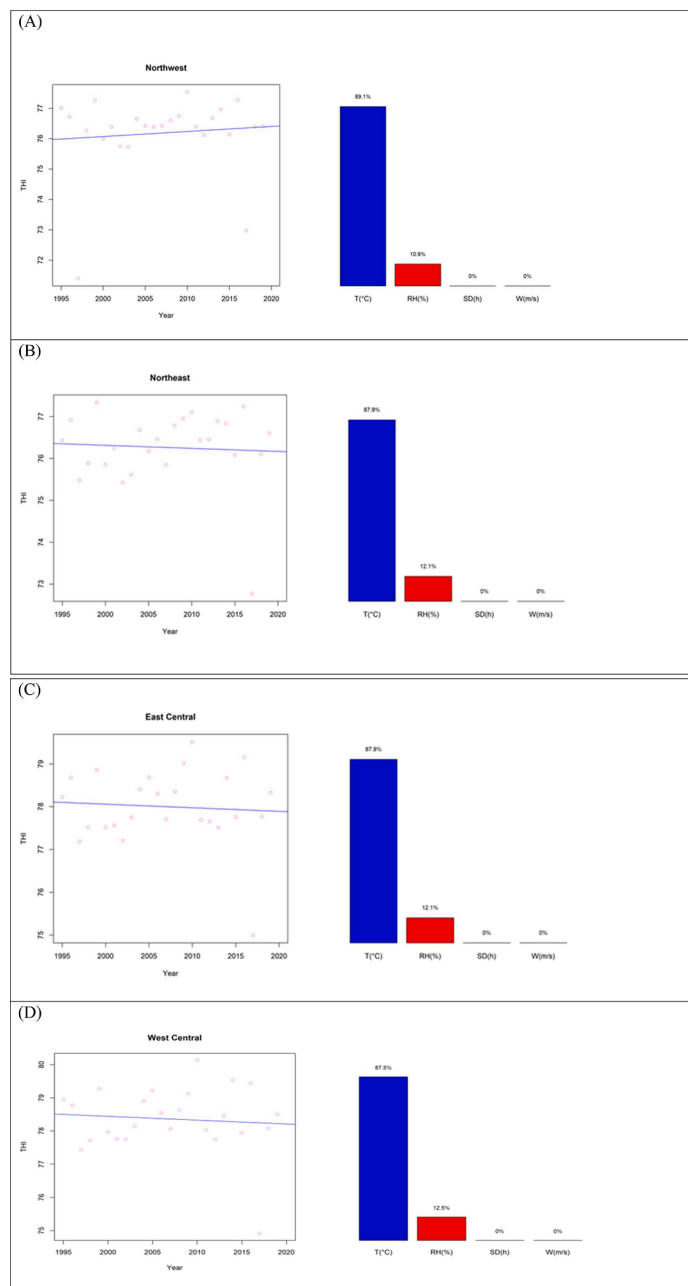 (A)
Northwest
THI
77
76
75
74
73
72
1995 2000 2005 2010 2015 2020
Year
89.1%
10.9%
0%
0%
T(°C) RH(%) SD(h) W(m/s)
(B)
Northeast
THI
77
76
75
74
73
1995 2000 2005 2010 2015 2020
Year
87.9%
12.1%
0%
0%
T(°C) RH(%) SD(h) W(m/s)
(C)
East Central
THI
79
78
77
76
75
1995 2000 2005 2010 2015 2020
Year
87.9%
12.1%
0%
0%
T(°C) RH(%) SD(h) W(m/s)
(D)
West Central
THI
80
79
78
77
76
75
1995 2000 2005 2010 2015 2020
Year
87.5%
12.5%
0%
0%
T(°C) RH(%) SD(h) W(m/s)